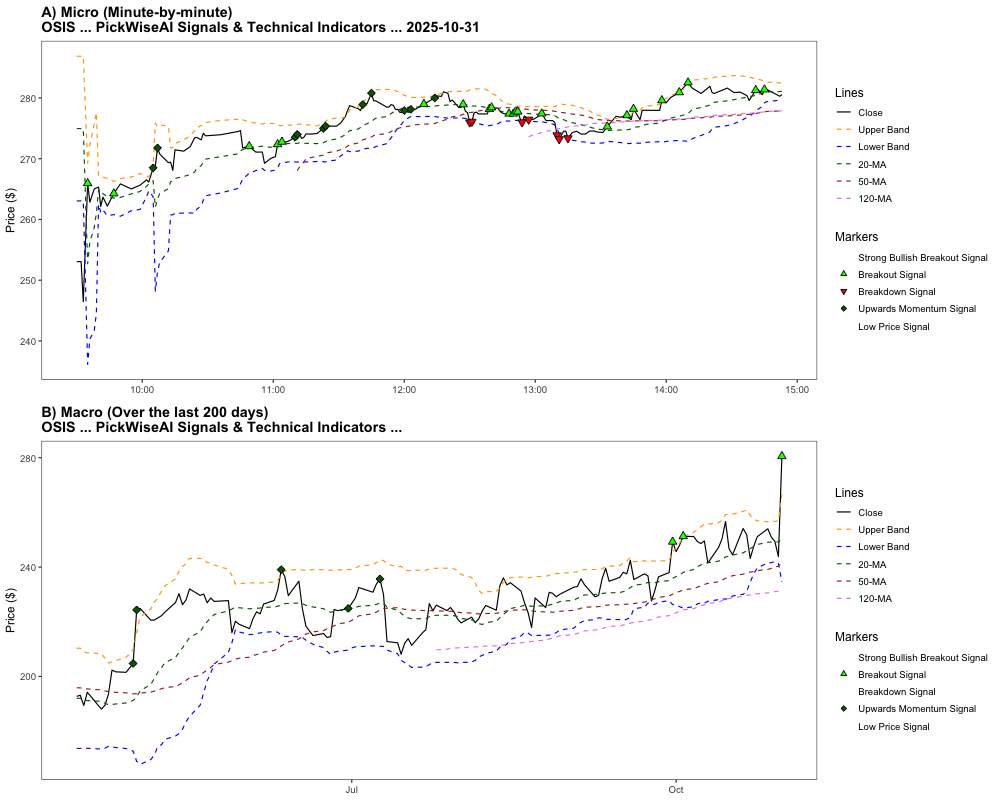 A) Micro (Minute-by-minute)
OSIS ... PickWiseAI Signals & Technical Indicators ... 2025-10-31
Price ($)
280
270
260
250
240
10:00
11:00
12:00
13:00
14:00
15:00
Lines
Close
Upper Band
Lower Band
20-MA
50-MA
120-MA
Markers
Strong Bullish Breakout Signal
Breakout Signal
Breakdown Signal
Upwards Momentum Signal
Low Price Signal
B) Macro (Over the last 200 days)
OSIS ... PickWiseAI Signals & Technical Indicators ...
Price ($)
280
240
200
Jul
Oct
Lines
Close
Upper Band
Lower Band
20-MA
50-MA
120-MA
Markers
Strong Bullish Breakout Signal
Breakout Signal
Breakdown Signal
Upwards Momentum Signal
Low Price Signal